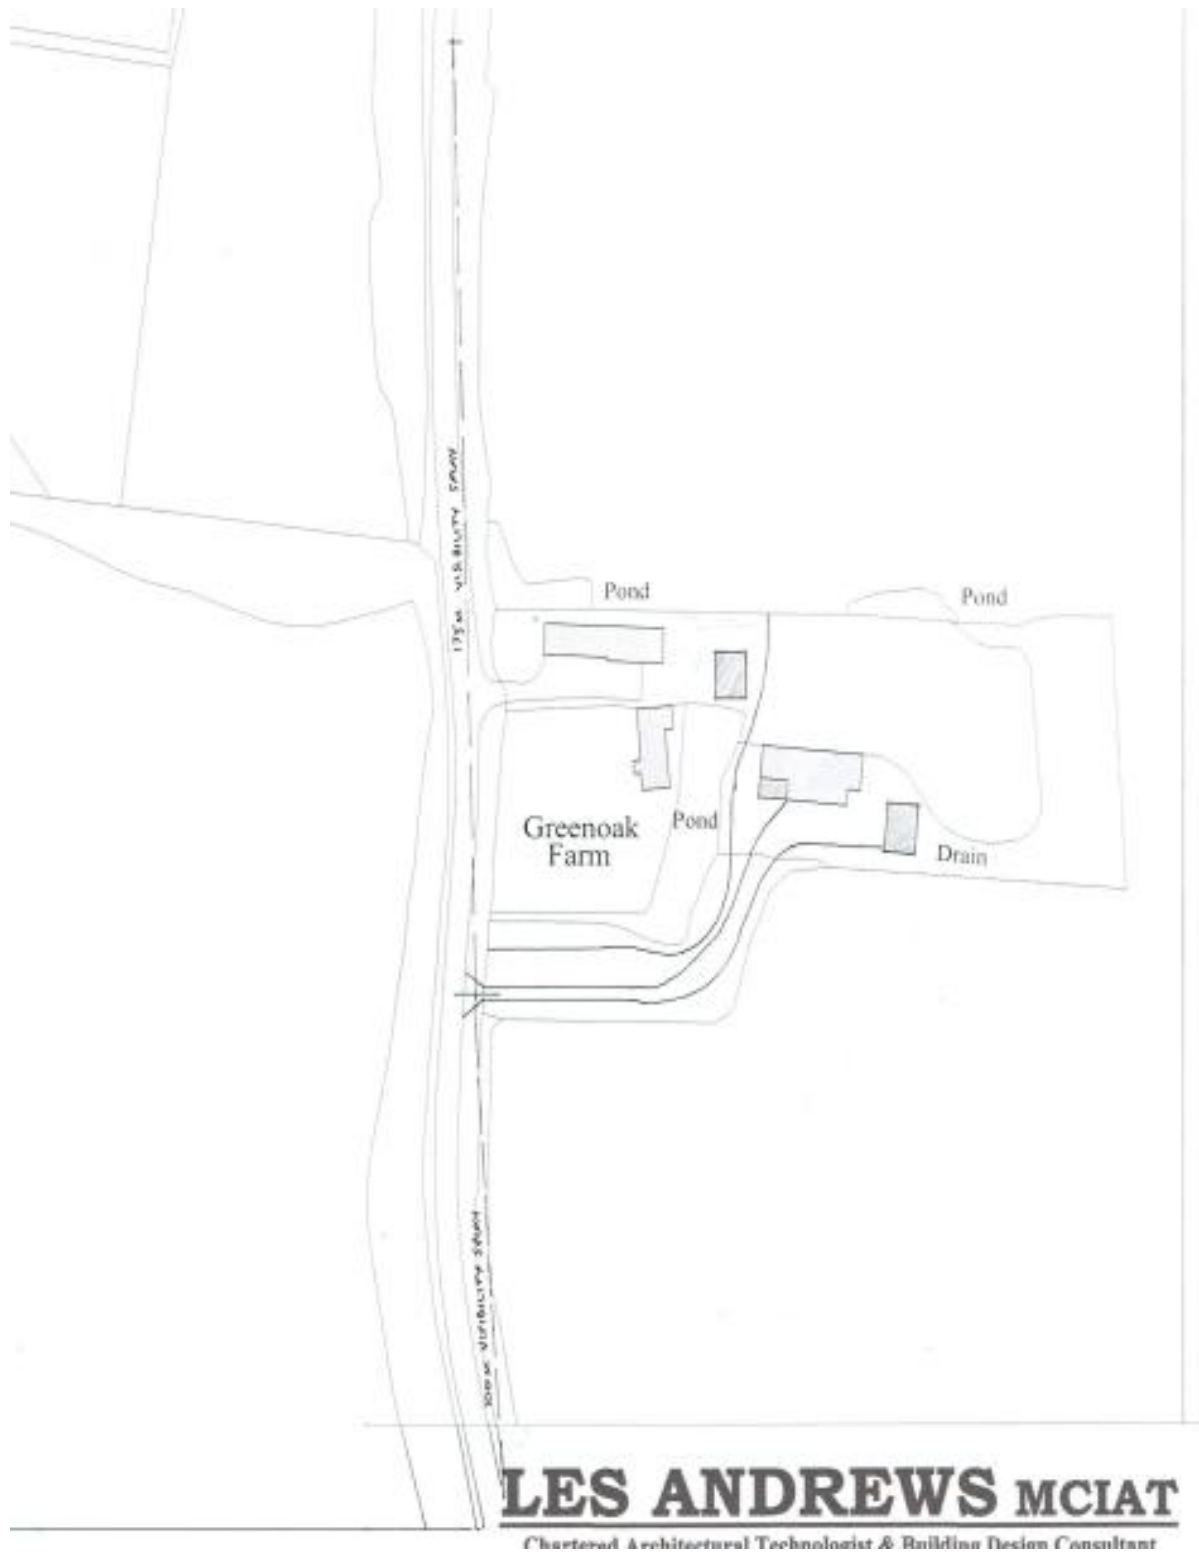 175m VISIBILITY SPLAY
Pond
Pond
Greenoak
Farm
Pond
Drain
VISIBILITY SPLAY
LES ANDREWS MCIAT
Chartered Architectural Technologist & Building Design Consultant